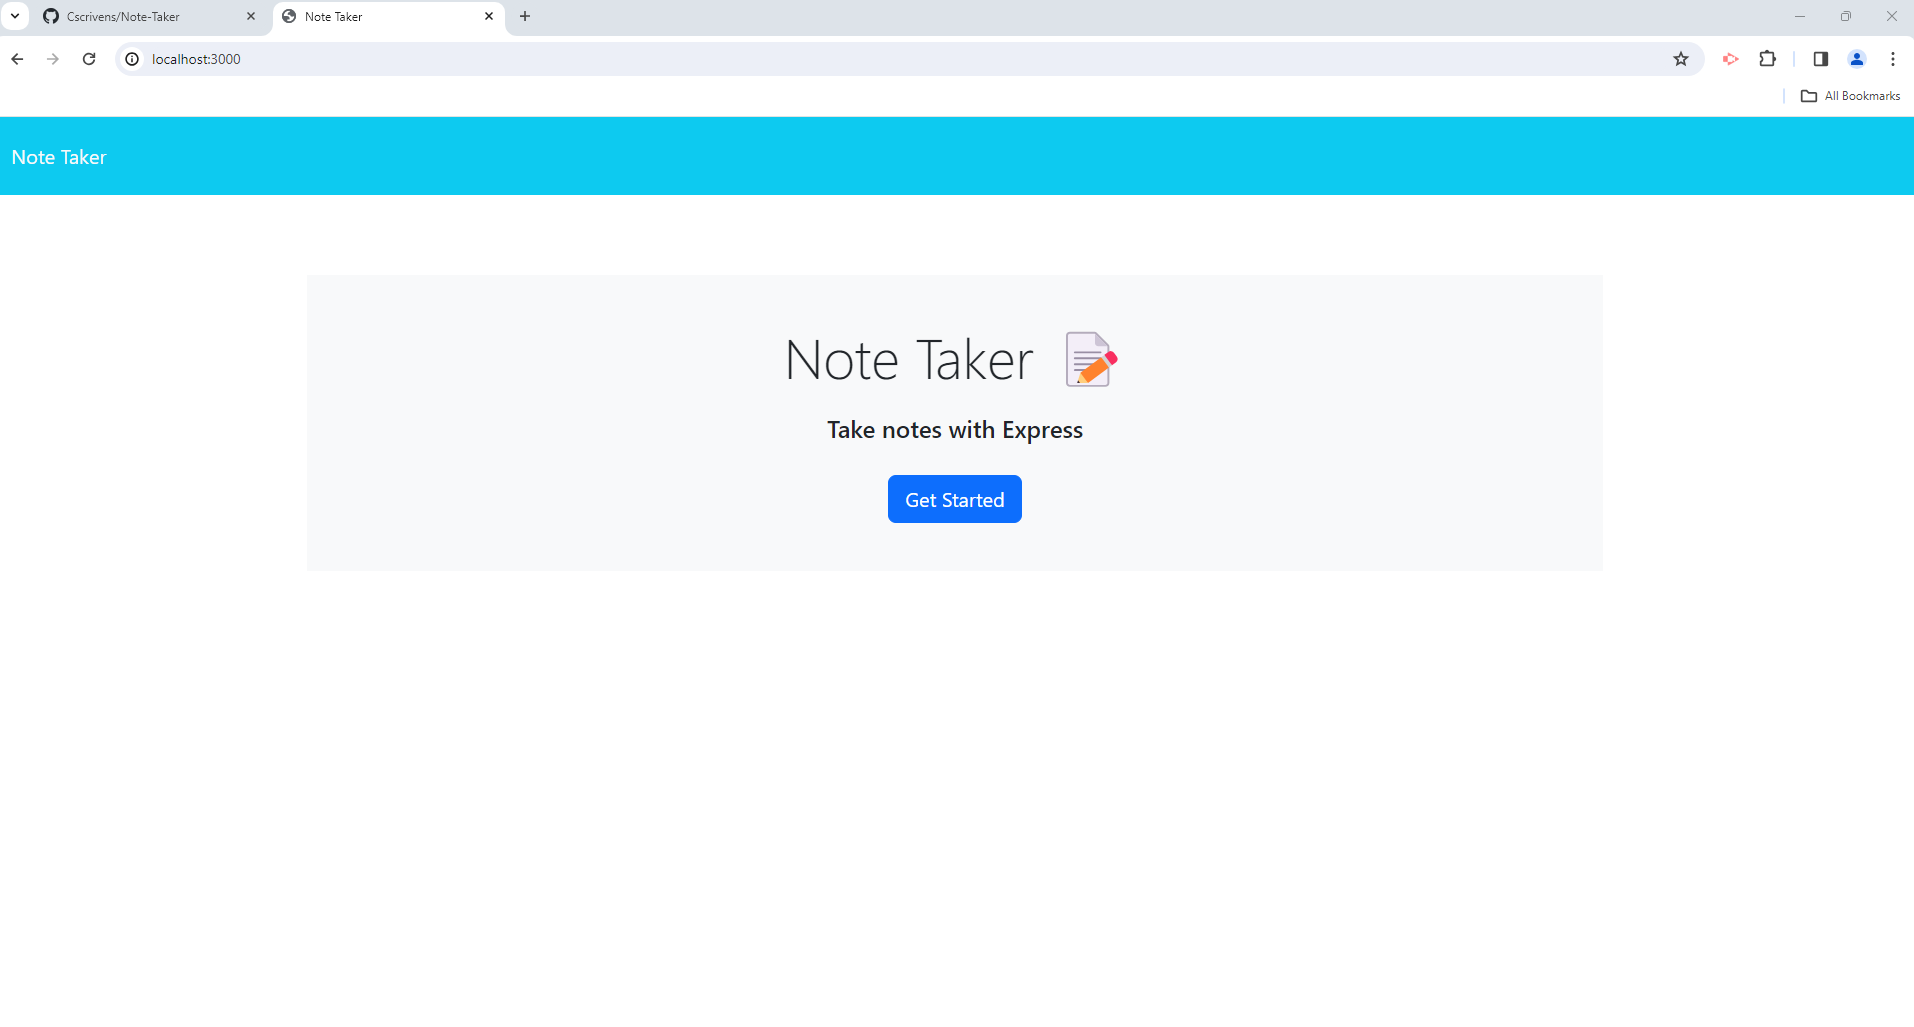 Cscrivens/Note-Taker
Note Taker
localhost:3000
All Bookmarks
Note Taker
Note Taker
Take notes with Express
Get Started